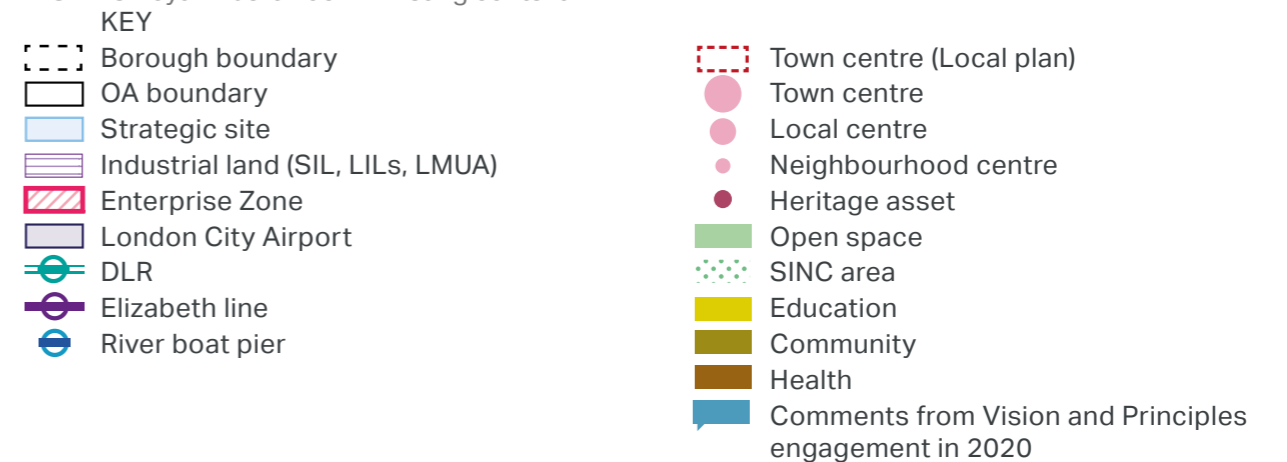 KEY
Borough boundary
OA boundary
Strategic site
Industrial land (SIL, LILs, LMUA)
Enterprise Zone
London City Airport
DLR
Elizabeth line
River boat pier
Town centre (Local plan)
Town centre
Local centre
Neighbourhood centre
Heritage asset
Open space
SINC area
Education
Community
Health
Comments from Vision and Principles
engagement in 2020